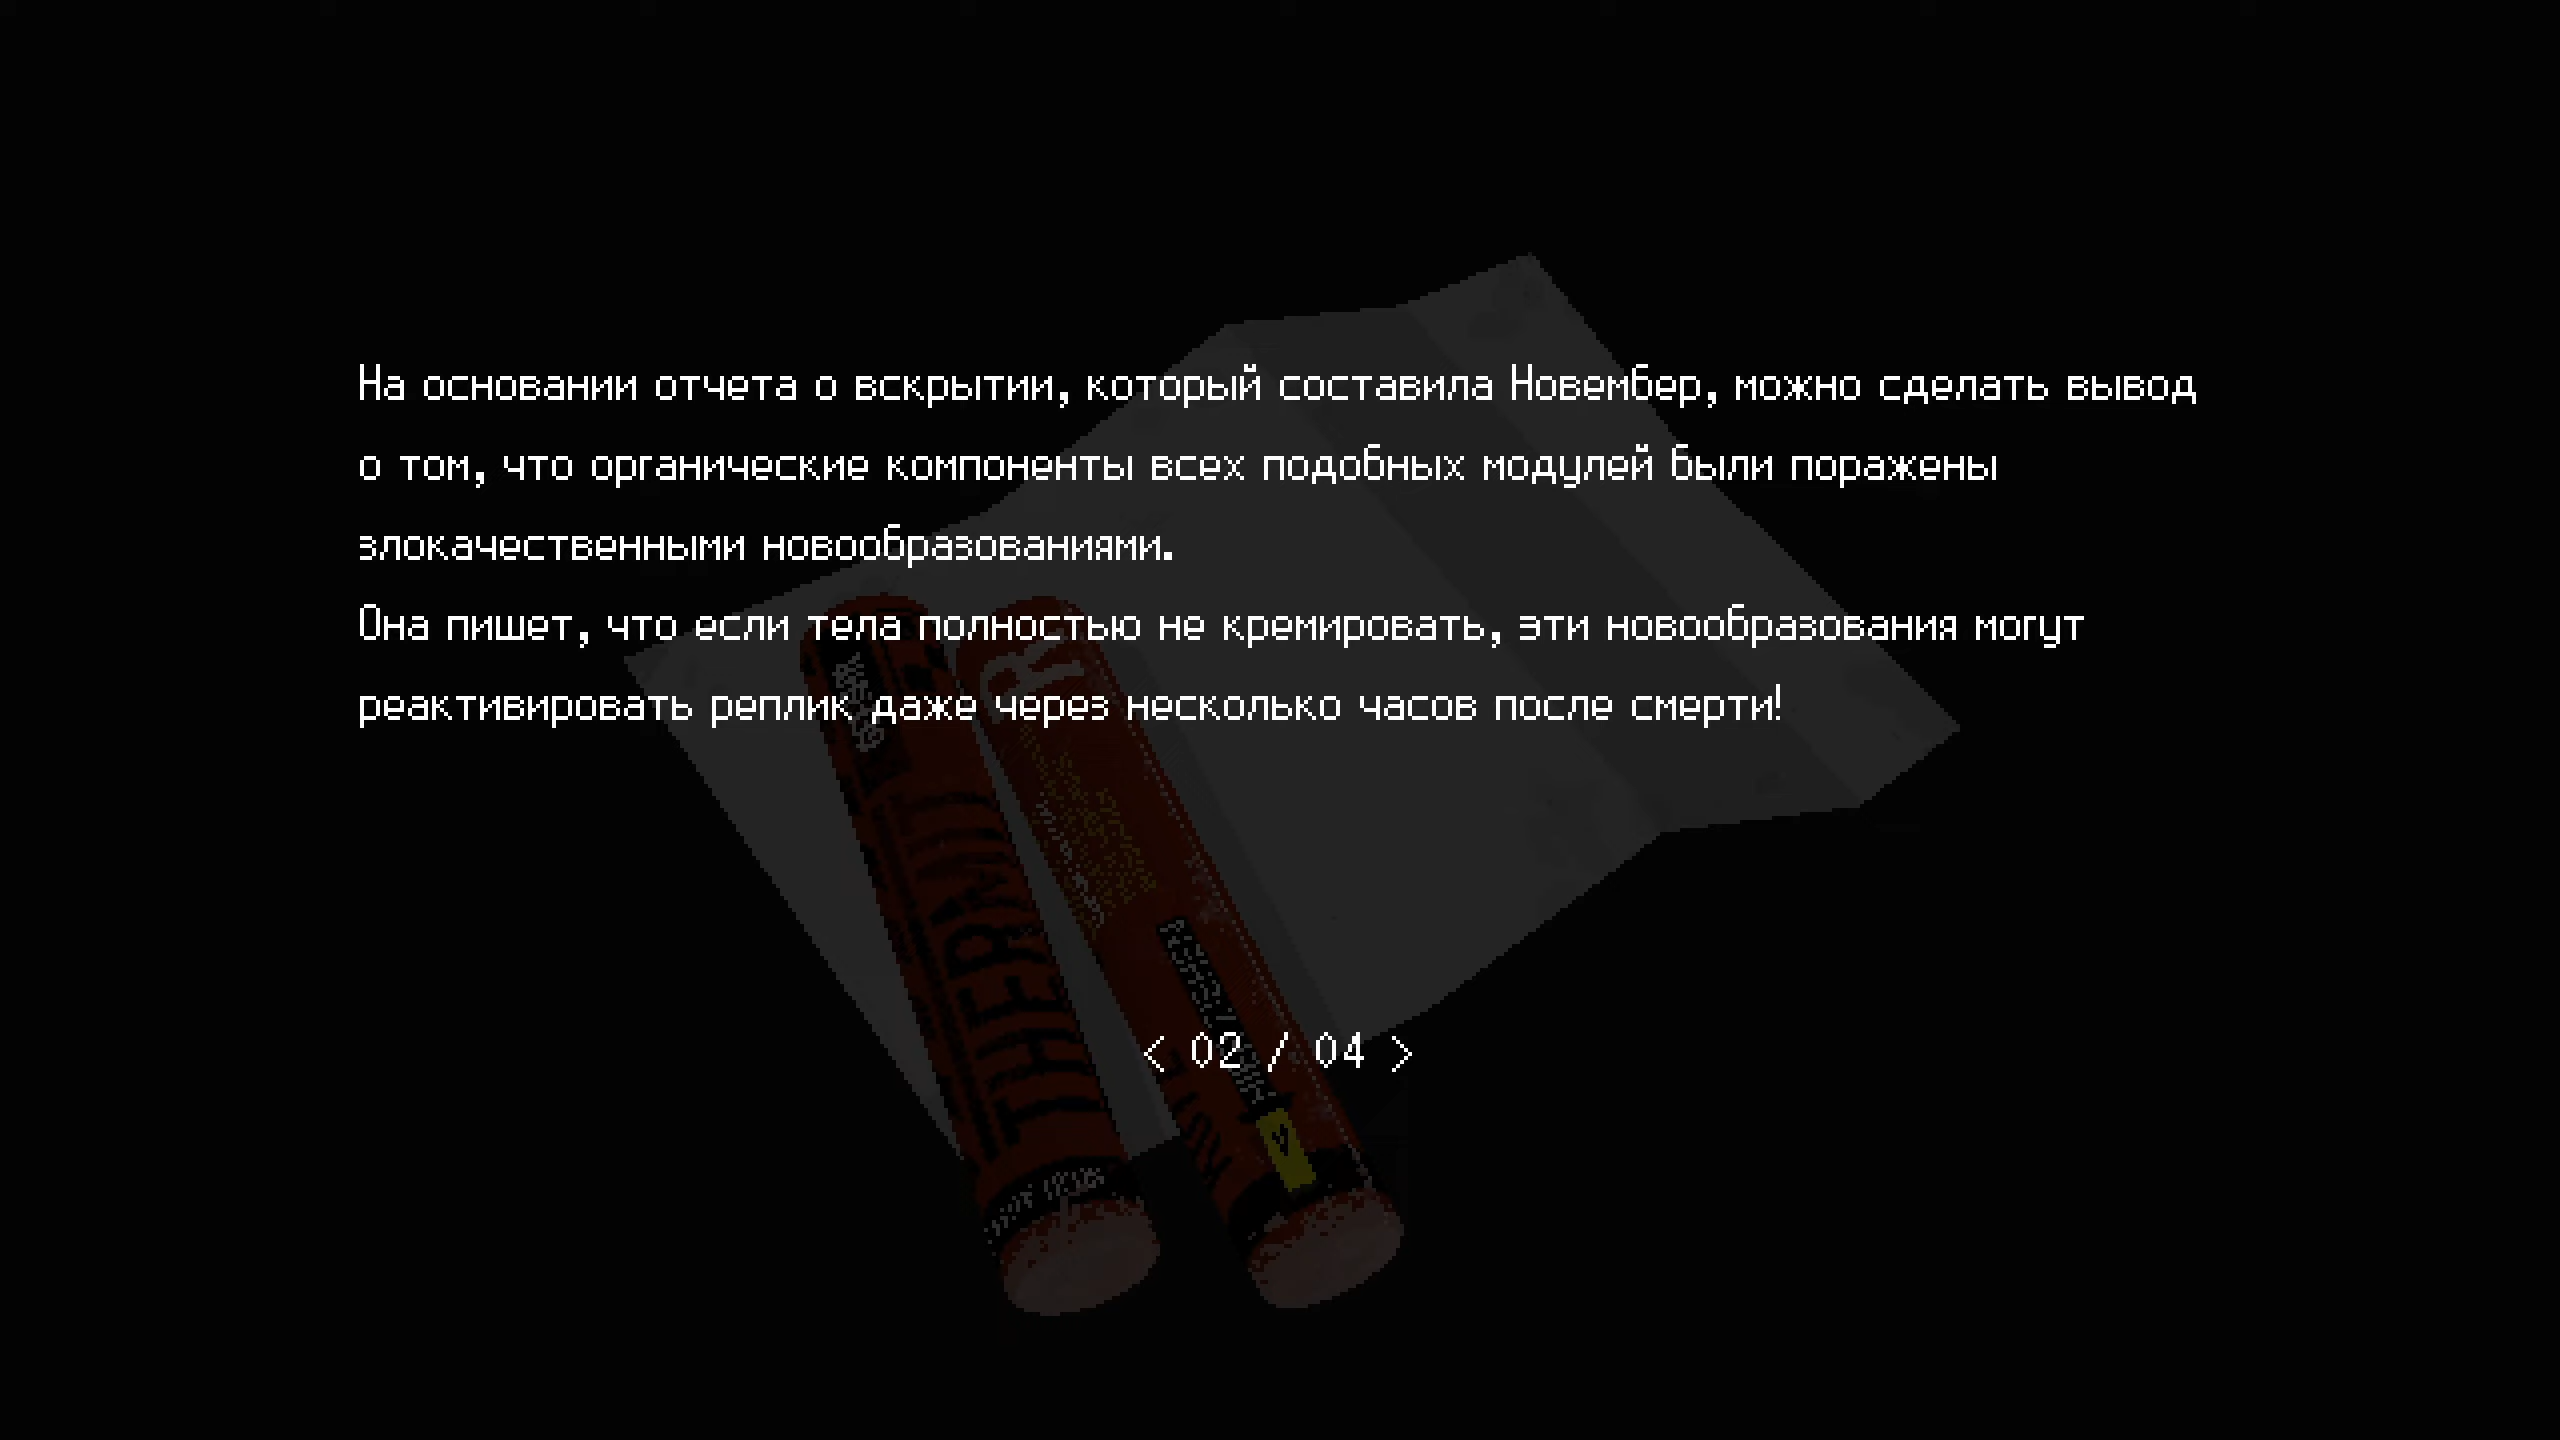 На основании отчета о вскрытии, который составила Новембер, можно сделать вывод
о том, что органические компоненты всех подобных модулей были поражены
злокачественными новообразованиями.
Она пишет, что если тела полностью не кремировать, эти новообразования могут
реактивировать реплик даже через несколько часов после смерти!
THERMIT
< 02 / 04 >